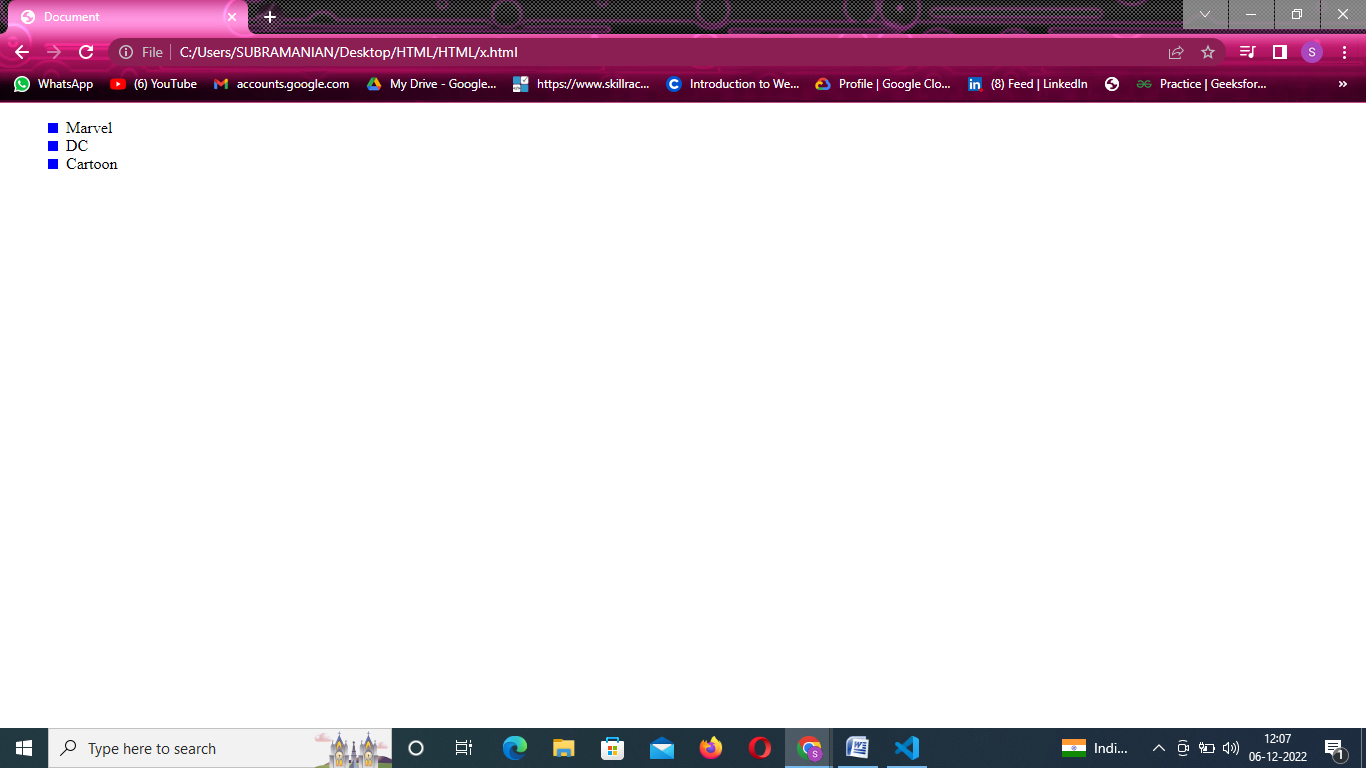 Document
File C:/Users/SUBRAMANIAN/Desktop/HTML/HTML/x.html S
WhatsApp (6) YouTube accounts.google.com My Drive - Google... https://www.skillrac... Introduction to We... Profile | Google Clo... (8) Feed | LinkedIn Practice | Geeksfor... »
Marvel
DC
Cartoon
Type here to search Indi... 12:07
06-12-2022 1